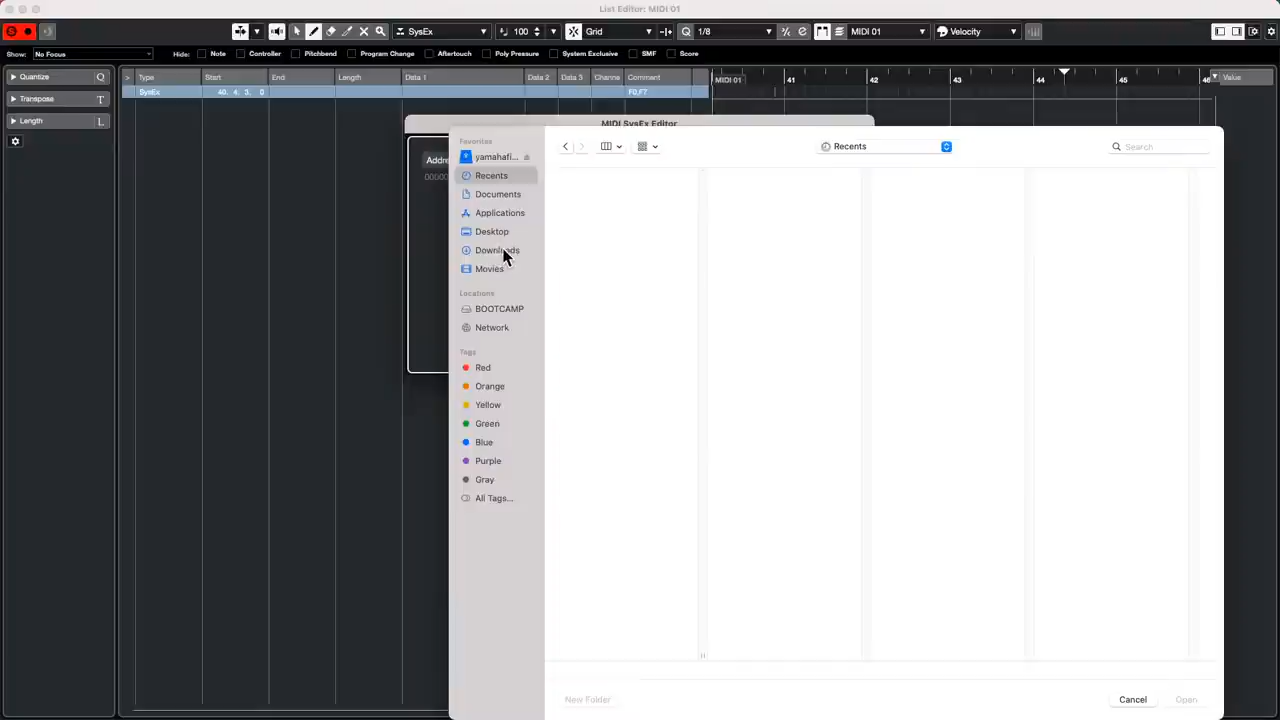 List Editor: MIDI 01
SysEx 100 Grid 1/8 MIDI 01 Velocity
Show: No Focus Hide: Note Controller Pitchbend Program Change Aftertouch Poly Pressure System Exclusive SMF Score
Quantize Q
Transpose T
Length L
> Type Start End Length Data 1 Data 2 Data 3 Channe Comment
SysEx 40. 4. 3. 0 F0,F7
MIDI 01 41 42 43 44 45 46 Value
MIDI SysEx Editor
Addre
00000
Favorites
yamahafi...
Recents
Documents
Applications
Desktop
Downloads
Movies
Locations
BOOTCAMP
Network
Tags
Red
Orange
Yellow
Green
Blue
Purple
Gray
All Tags...
Recents
Search
New Folder
Cancel
Open